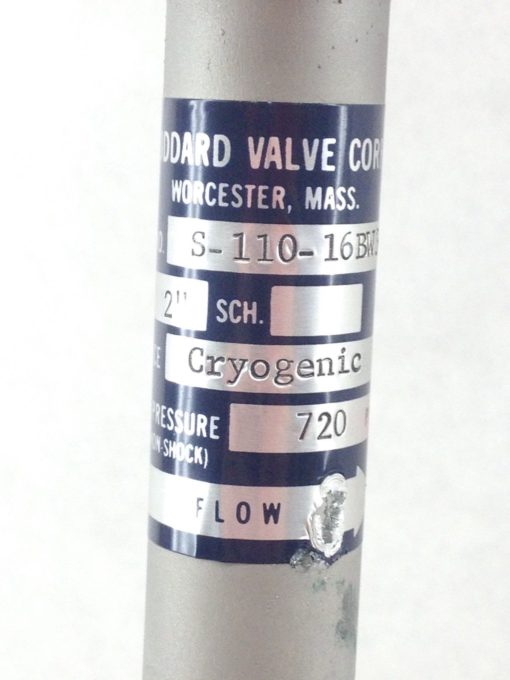 DDARD VALVE COR
WORCESTER, MASS.
O. S-110-16BW
2" SCH.
E Cryogenic
PRESSURE 720
N-SHOCK)
FLOW